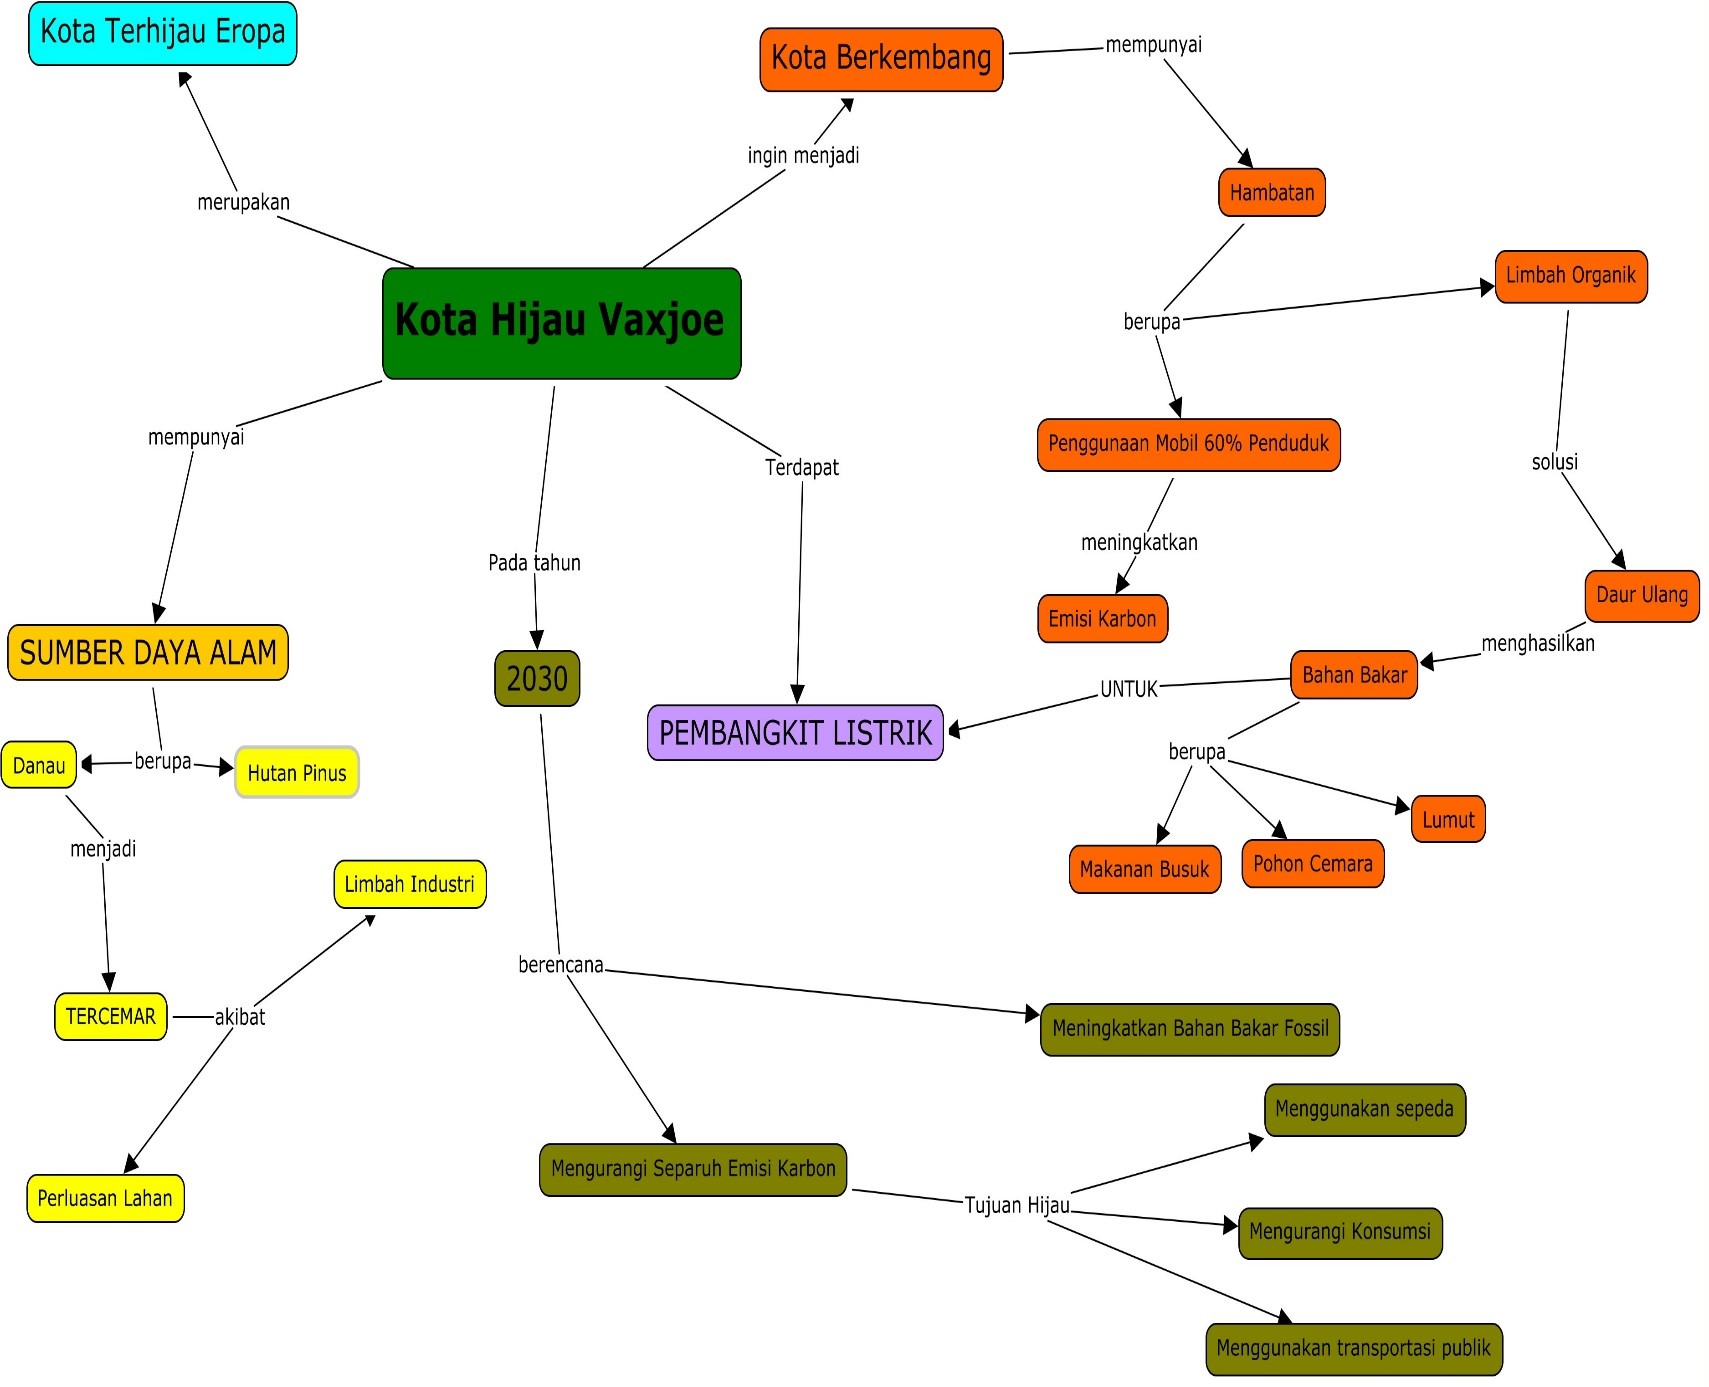 Kota Terhijau Eropa
Kota Berkembang
mempunyai
ingin menjadi
merupakan
Hambatan
Limbah Organik
Kota Hijau Vaxjoe
berupa
mempunyai
Penggunaan Mobil 60% Penduduk
Terdapat
solusi
Pada tahun
meningkatkan
Daur Ulang
Emisi Karbon
menghasilkan
SUMBER DAYA ALAM
2030
Bahan Bakar
UNTUK
PEMBANGKIT LISTRIK
Danau
berupa
Hutan Pinus
berupa
Lumut
menjadi
Makanan Busuk
Pohon Cemara
Limbah Industri
berencana
TERCEMAR
akibat
Meningkatkan Bahan Bakar Fossil
Menggunakan sepeda
Mengurangi Separuh Emisi Karbon
Perluasan Lahan
Tujuan Hijau
Mengurangi Konsumsi
Menggunakan transportasi publik